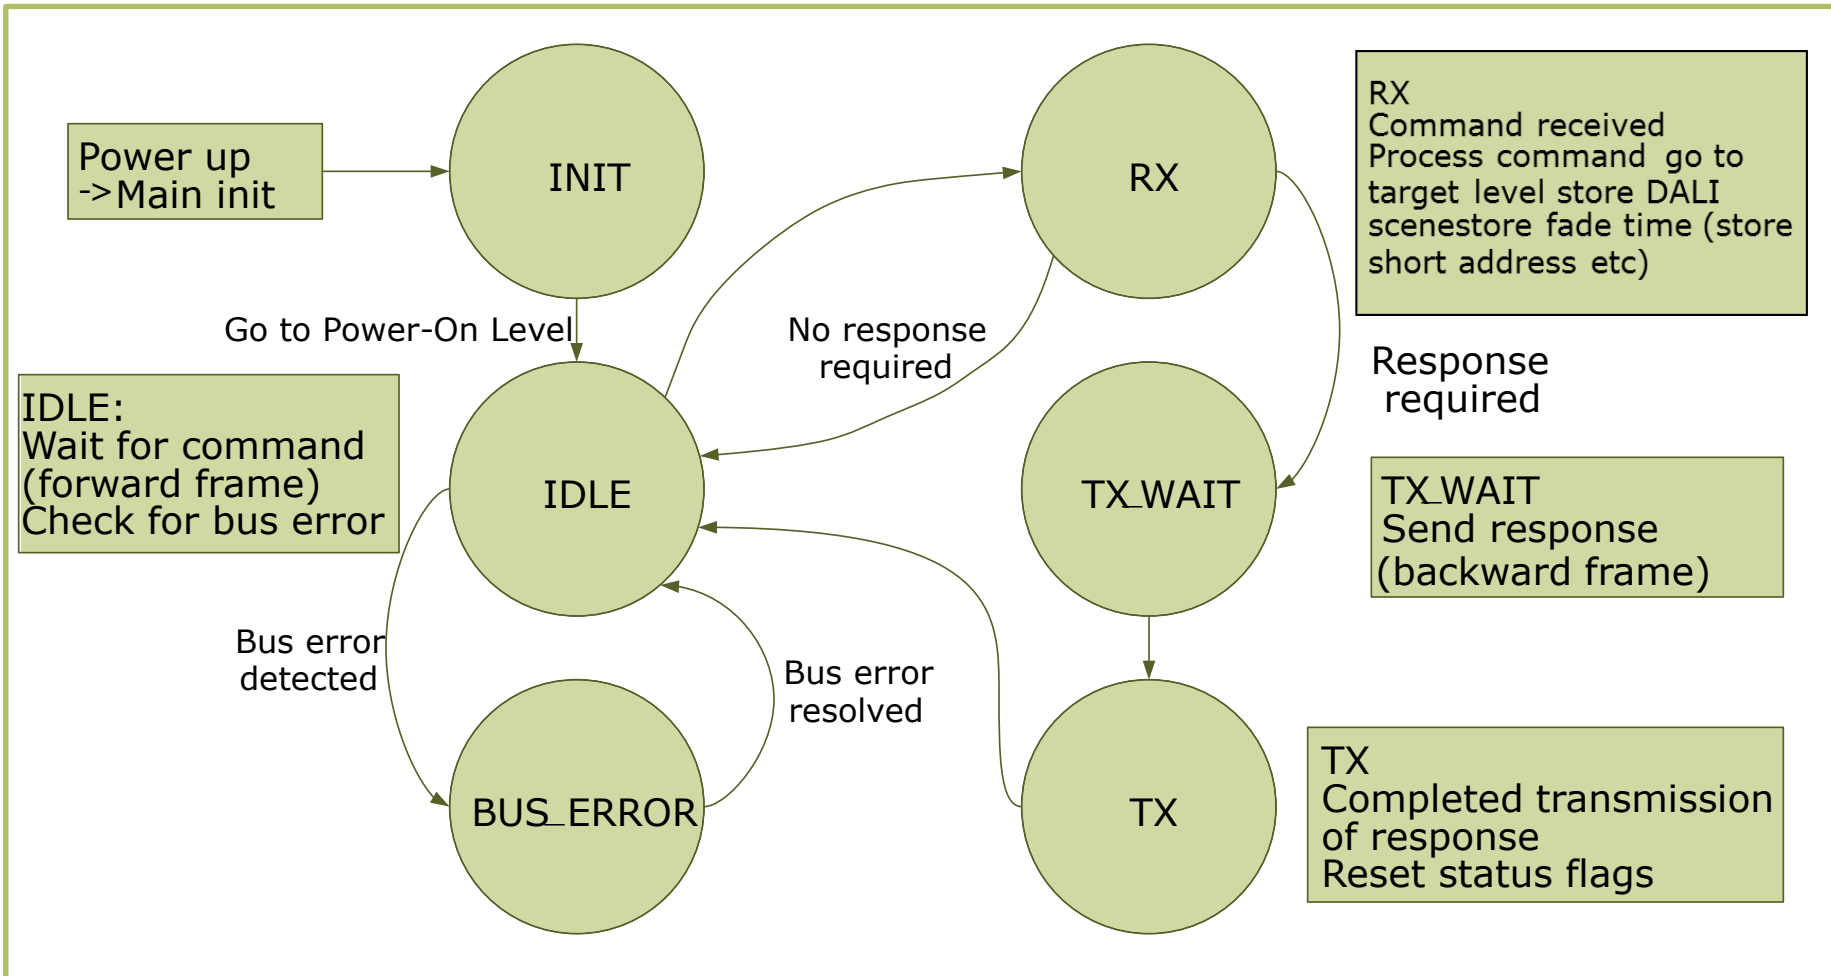 Power up
->Main init
INIT
RX
RX
Command received
Process command go to
target level store DALI
scenestore fade time (store
short address etc)
Go to Power-On Level
No response
required
Response
required
IDLE:
Wait for command
(forward frame)
Check for bus error
IDLE
TX_WAIT
TX_WAIT
Send response
(backward frame)
Bus error
detected
Bus error
resolved
BUS_ERROR
TX
TX
Completed transmission
of response
Reset status flags